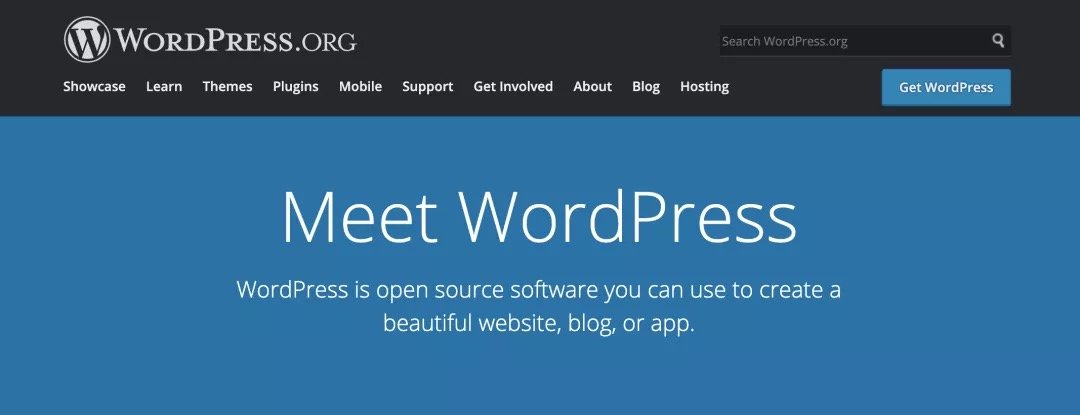 WORDPRESS.ORG
Search WordPress.org
Showcase Learn Themes Plugins Mobile Support Get Involved About Blog Hosting
Get WordPress
Meet WordPress
WordPress is open source software you can use to create a
beautiful website, blog, or app.